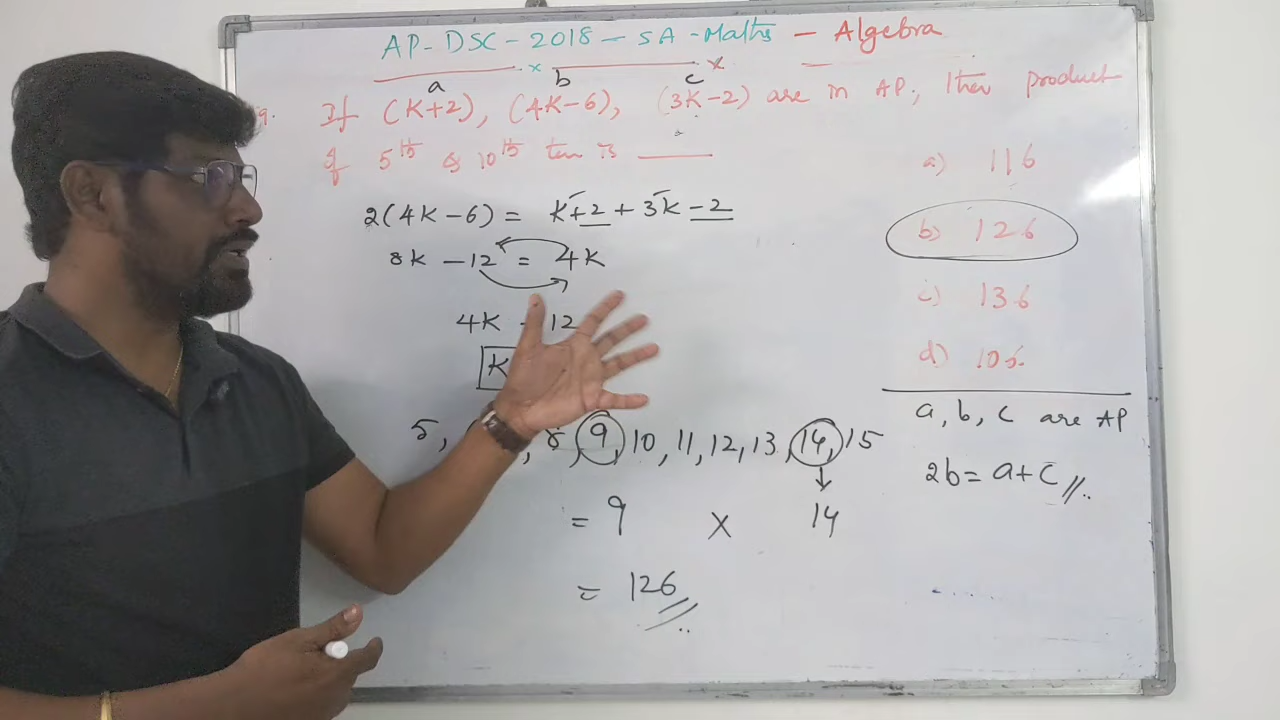 AP-DSC-2018-SA-Maths - Algebra
a b c
9. If (K+2), (4K-6), (3K-2) are in AP, Then product
of 5th & 10th term is ______
a) 116
b) 126
c) 136
d) 106
2(4K-6) = K+2+3K-2
8K -12 = 4K
4K 12
K
5, 8, 9, 10, 11, 12, 13, 14, 15
= 9 X 14
= 126
a, b, c are AP
2b = a+c